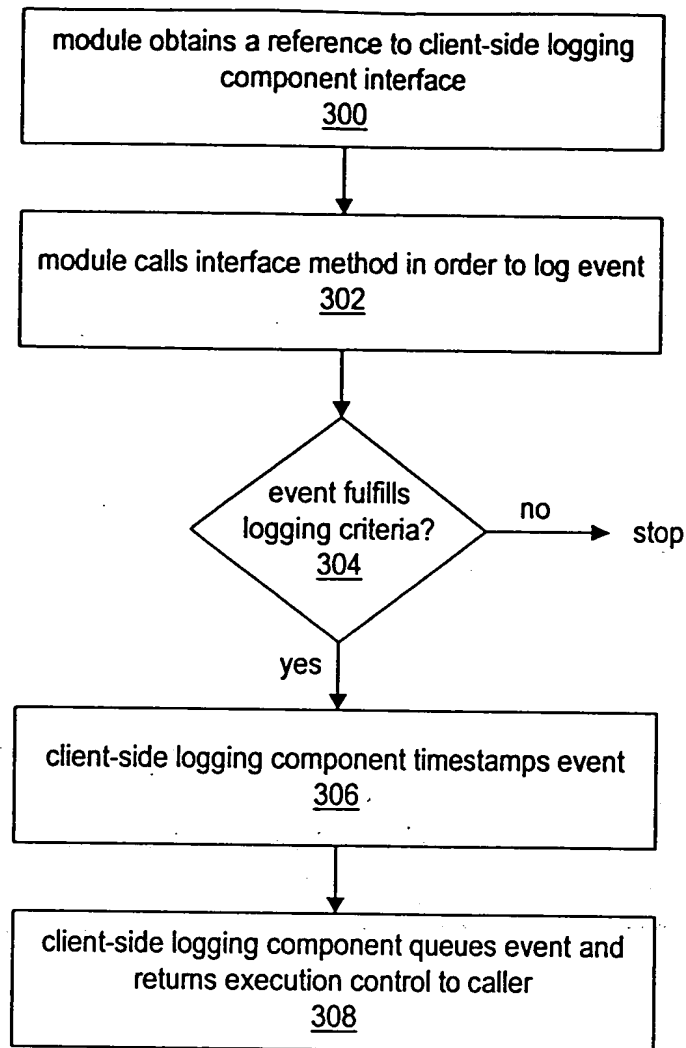 module obtains a reference to client-side logging
component interface
300
module calls interface method in order to log event
302
event fulfills
logging criteria?
304
no
stop
yes
client-side logging component timestamps event
306
client-side logging component queues event and
returns execution control to caller
308